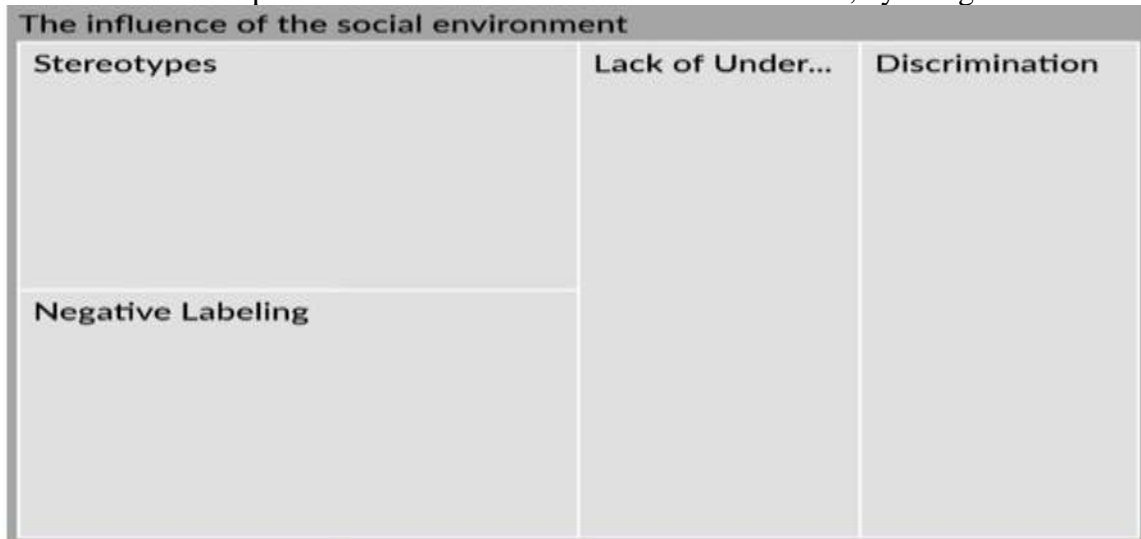 The influence of the social environment
Stereotypes
Lack of Under...
Discrimination
Negative Labeling